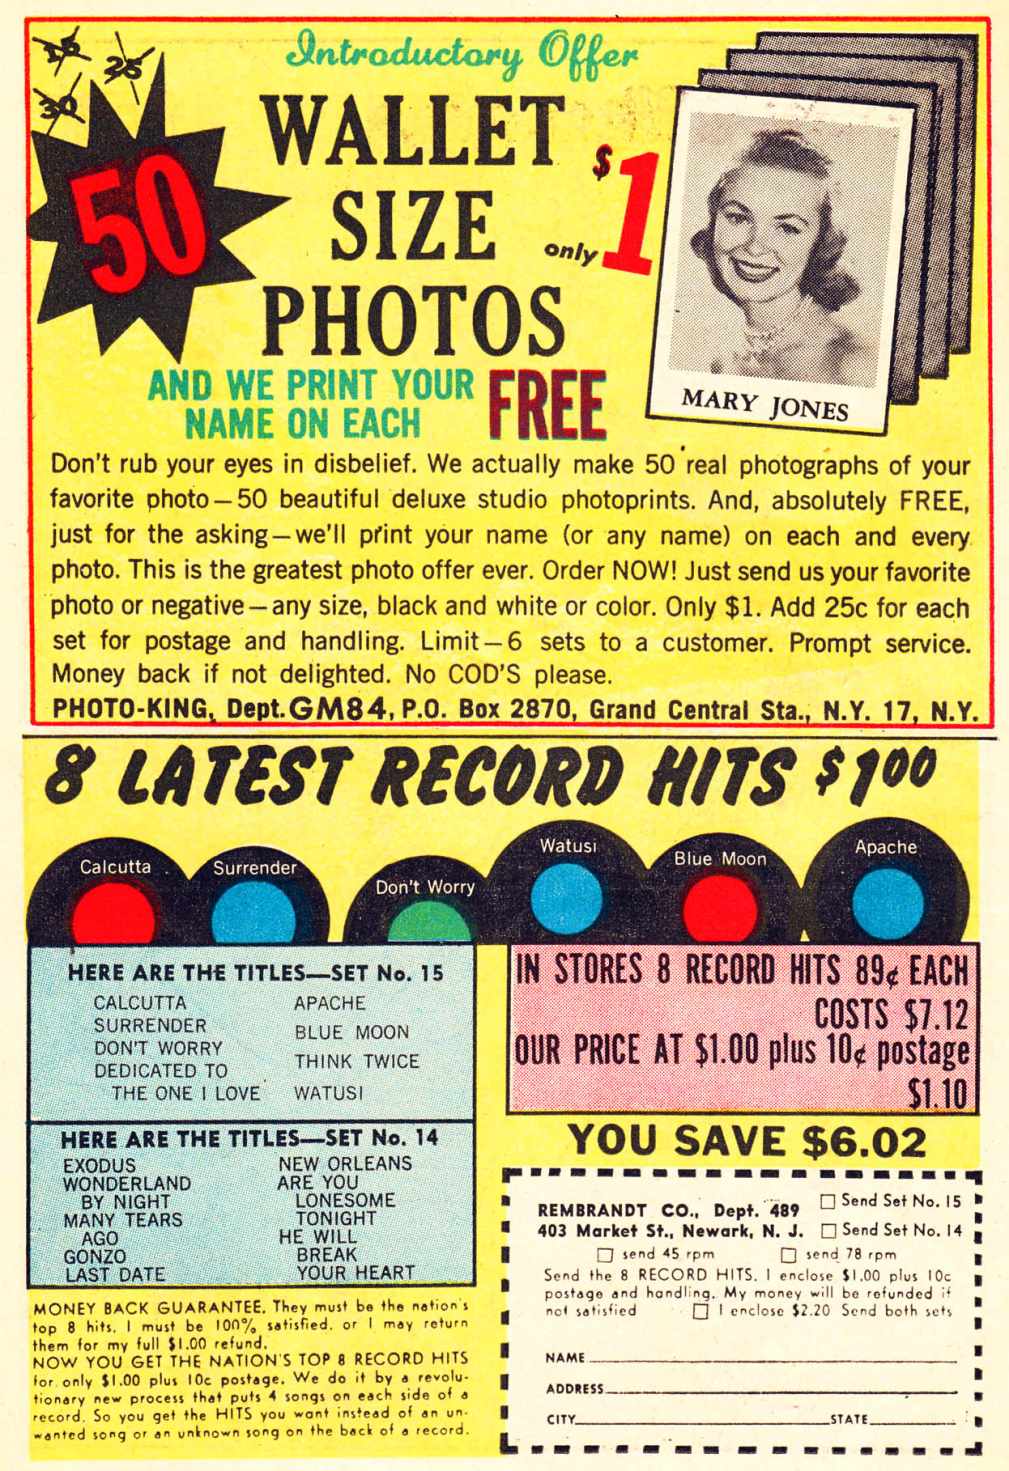 Introductory Offer
15
25
30
50
WALLET
SIZE
PHOTOS
only $1
AND WE PRINT YOUR
NAME ON EACH FREE
MARY JONES
Don't rub your eyes in disbelief. We actually make 50 real photographs of your
favorite photo—50 beautiful deluxe studio photoprints. And, absolutely FREE,
just for the asking—we'll print your name (or any name) on each and every
photo. This is the greatest photo offer ever. Order NOW! Just send us your favorite
photo or negative—any size, black and white or color. Only $1. Add 25c for each
set for postage and handling. Limit—6 sets to a customer. Prompt service.
Money back if not delighted. No COD'S please.
PHOTO-KING, Dept. GM84, P.O. Box 2870, Grand Central Sta., N.Y. 17, N.Y.
8 LATEST RECORD HITS $1.00
Calcutta
Surrender
Don't Worry
Watusi
Blue Moon
Apache
HERE ARE THE TITLES—SET No. 15
CALCUTTA
SURRENDER
DON'T WORRY
DEDICATED TO
THE ONE I LOVE
APACHE
BLUE MOON
THINK TWICE
WATUSI
HERE ARE THE TITLES—SET No. 14
EXODUS
WONDERLAND
BY NIGHT
MANY TEARS
AGO
GONZO
LAST DATE
NEW ORLEANS
ARE YOU
LONESOME
TONIGHT
HE WILL
BREAK
YOUR HEART
MONEY BACK GUARANTEE. They must be the nation's
top 8 hits. I must be 100% satisfied. or I may return
them for my full $1.00 refund.
NOW YOU GET THE NATION'S TOP 8 RECORD HITS
for only $1.00 plus 10c postage. We do it by a revolu-
tionary new process that puts 4 songs on each side of a
record. So you get the HITS you want instead of an un-
wanted song or an unknown song on the back of a record.
IN STORES 8 RECORD HITS 89¢ EACH
COSTS $7.12
OUR PRICE AT $1.00 plus 10¢ postage
$1.10
YOU SAVE $6.02
REMBRANDT CO., Dept. 489
403 Market St., Newark, N. J.
Send Set No. 15
Send Set No. 14
send 45 rpm send 78 rpm
Send the 8 RECORD HITS. I enclose $1.00 plus 10c
postage and handling. My money will be refunded if
not satisfied I enclose $2.20 Send both sets
NAME
ADDRESS
CITY STATE